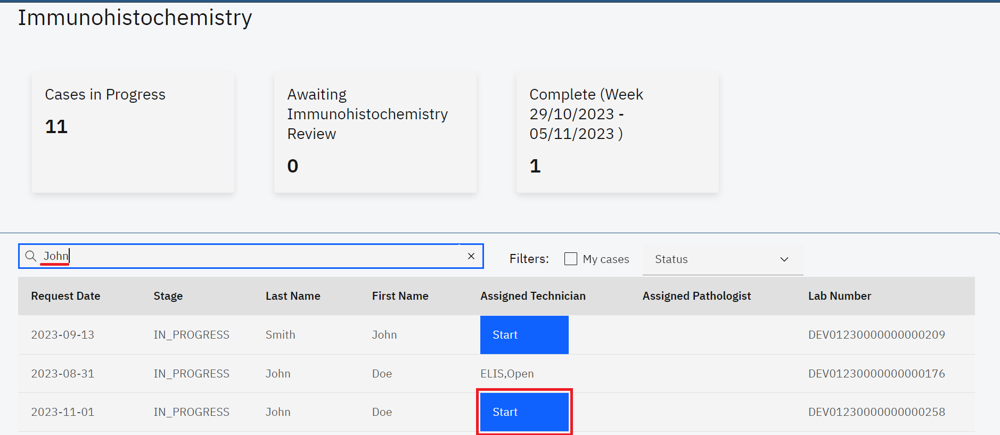 Immunohistochemistry
Cases in Progress
11
Awaiting
Immunohistochemistry
Review
0
Complete (Week
29/10/2023 -
05/11/2023 )
1
John
Filters: My cases Status
Request Date Stage Last Name First Name Assigned Technician Assigned Pathologist Lab Number
2023-09-13 IN_PROGRESS Smith John Start DEV01230000000000209
2023-08-31 IN_PROGRESS John Doe ELIS,Open DEV01230000000000176
2023-11-01 IN_PROGRESS John Doe Start DEV01230000000000258